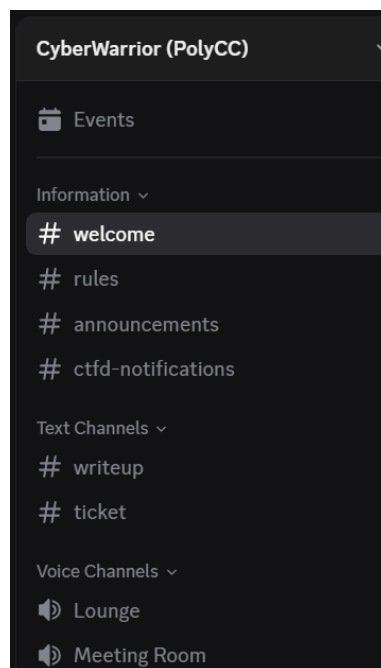 CyberWarrior (PolyCC)
Events
Information
# welcome
# rules
# announcements
# ctfd-notifications
Text Channels
# writeup
# ticket
Voice Channels
Lounge
Meeting Room